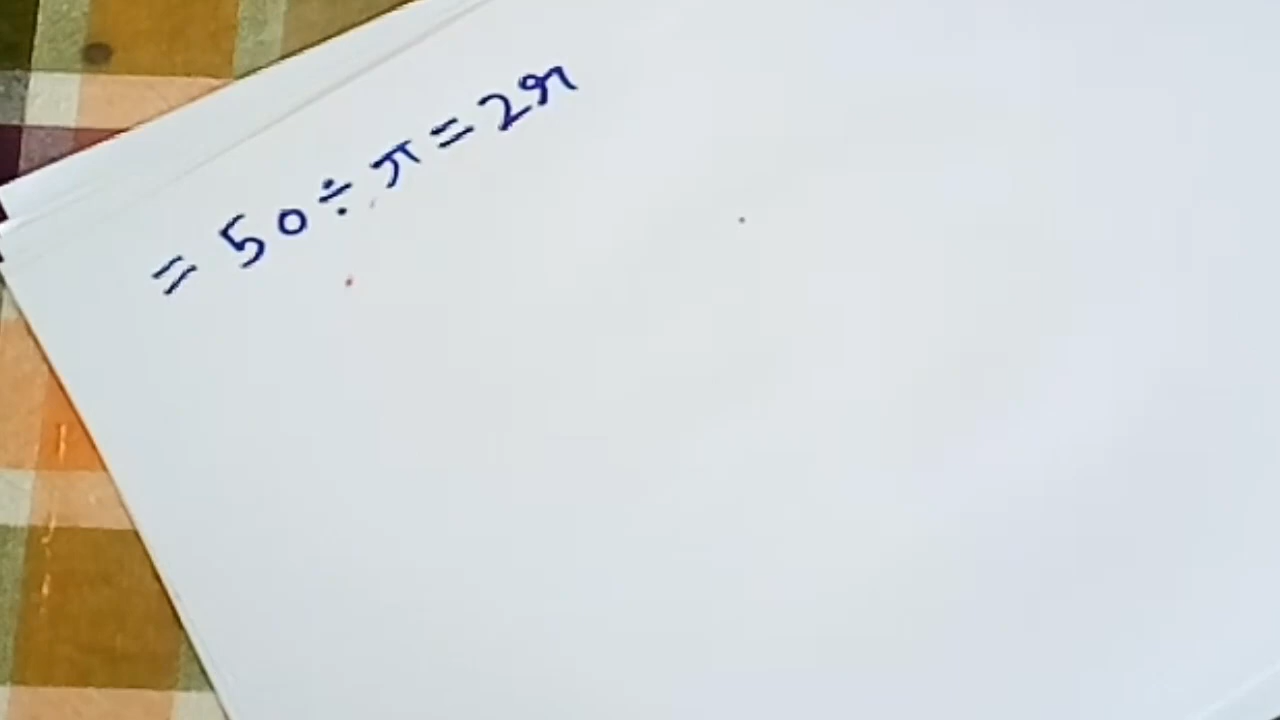 = 50 ÷ π = 2r